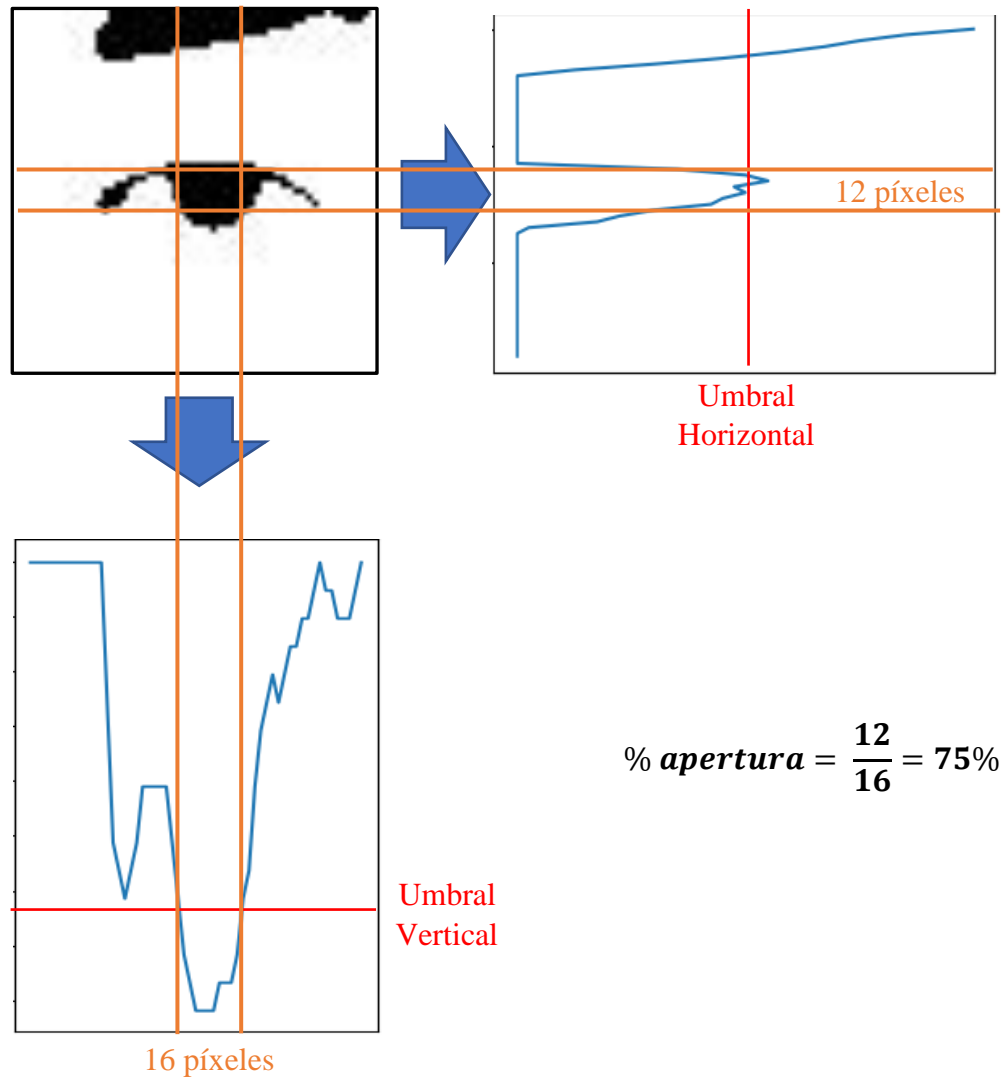 12 píxeles
Umbral
Horizontal
% apertura = 12/16 = 75%
Umbral
Vertical
16 píxeles